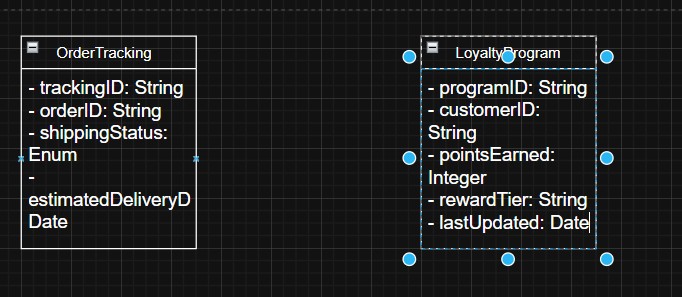 OrderTracking
- trackingID: String
- orderID: String
- shippingStatus:
Enum
-
estimatedDeliveryD
Date
LoyaltyProgram
- programID: String
- customerID:
String
- pointsEarned:
Integer
- rewardTier: String
- lastUpdated: Date